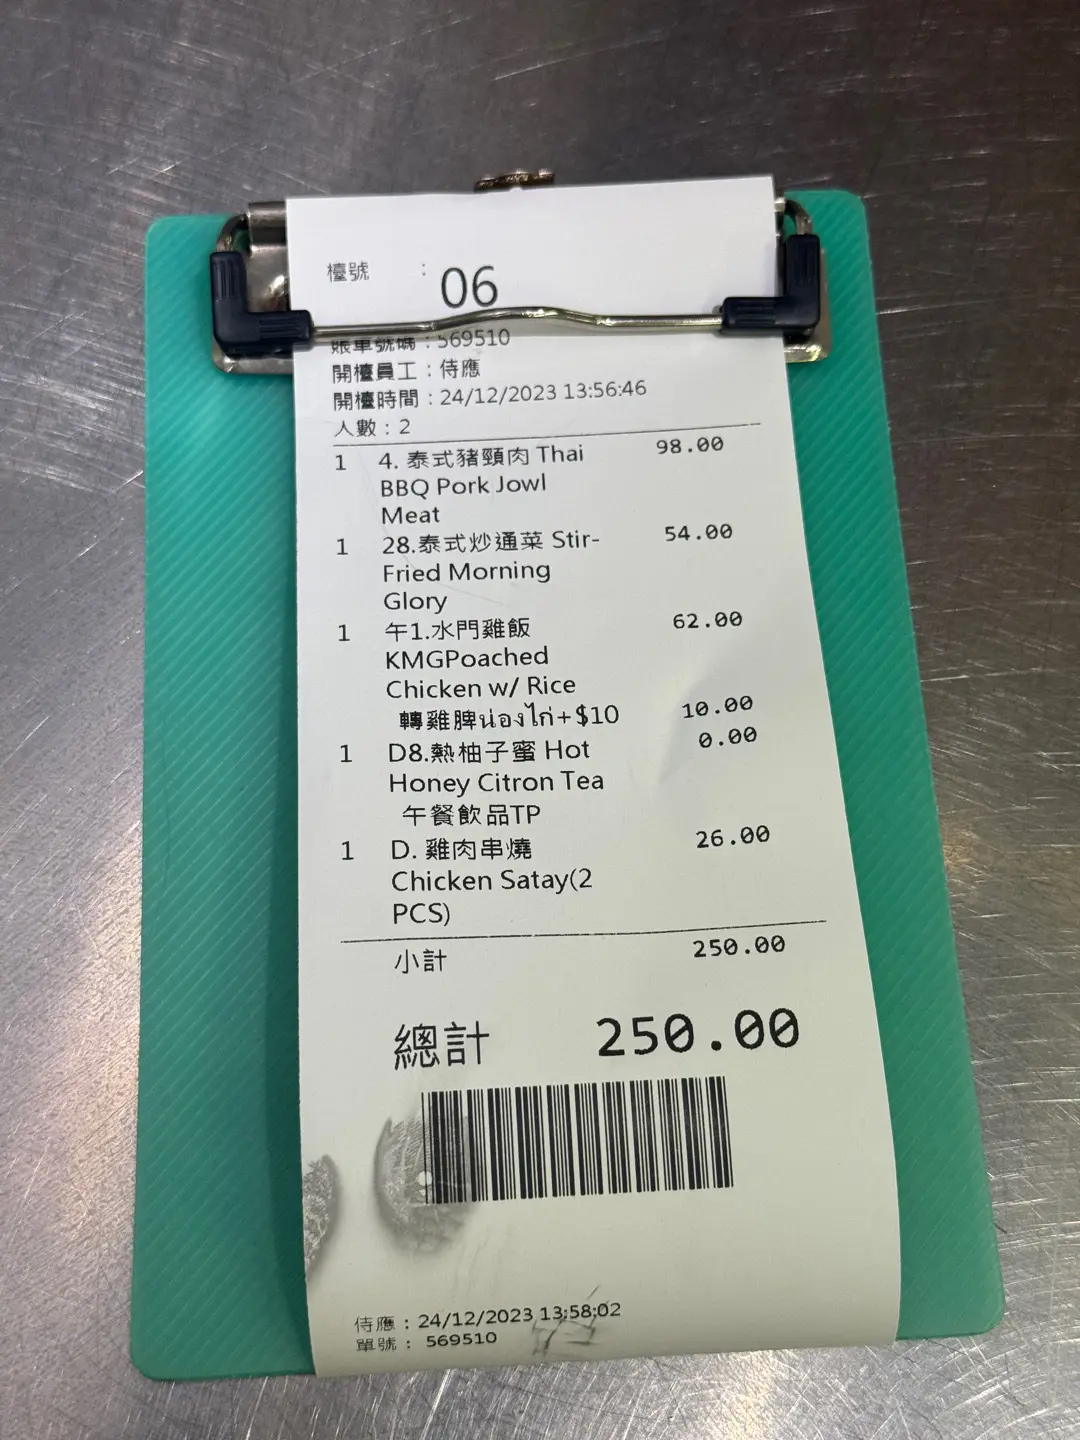 檯號 : 06
賬單號碼 : 569510
開檯員工 : 侍應
開檯時間 : 24/12/2023 13:56:46
人數 : 2
1 4. 泰式豬頸肉 Thai 98.00
BBQ Pork Jowl
Meat
1 28.泰式炒通菜 Stir- 54.00
Fried Morning
Glory
1 午1.水門雞飯 62.00
KMGPoached
Chicken w/ Rice
轉雞脾น่องไก่+$10 10.00
1 D8.熱柚子蜜 Hot 0.00
Honey Citron Tea
午餐飲品TP
1 D. 雞肉串燒 26.00
Chicken Satay(2
PCS)
小計 250.00
總計 250.00
侍應 : 24/12/2023 13:58:02
單號 : 569510